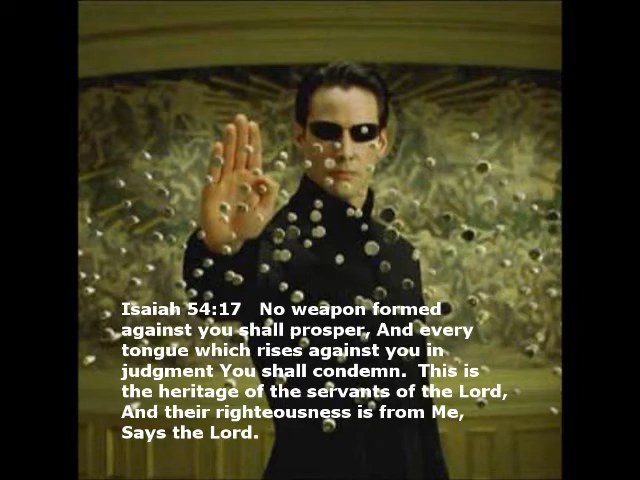 Isaiah 54:17   No weapon formed
against you shall prosper, And every
tongue which rises against you in
judgment You shall condemn.  This is
the heritage of the servants of the Lord,
And their righteousness is from Me,
Says the Lord.